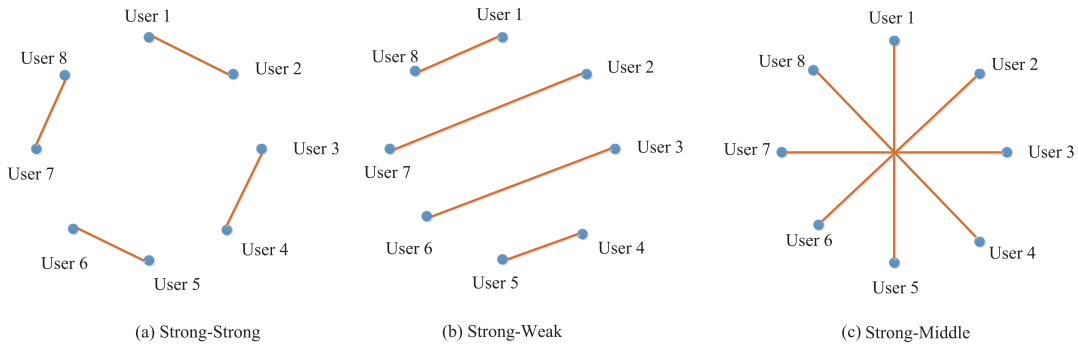 User 1
User 8
User 2
User 7
User 3
User 6
User 4
User 5
(a) Strong-Strong
User 1
User 8
User 2
User 7
User 3
User 6
User 4
User 5
(b) Strong-Weak
User 1
User 8
User 2
User 7
User 3
User 6
User 4
User 5
(c) Strong-Middle